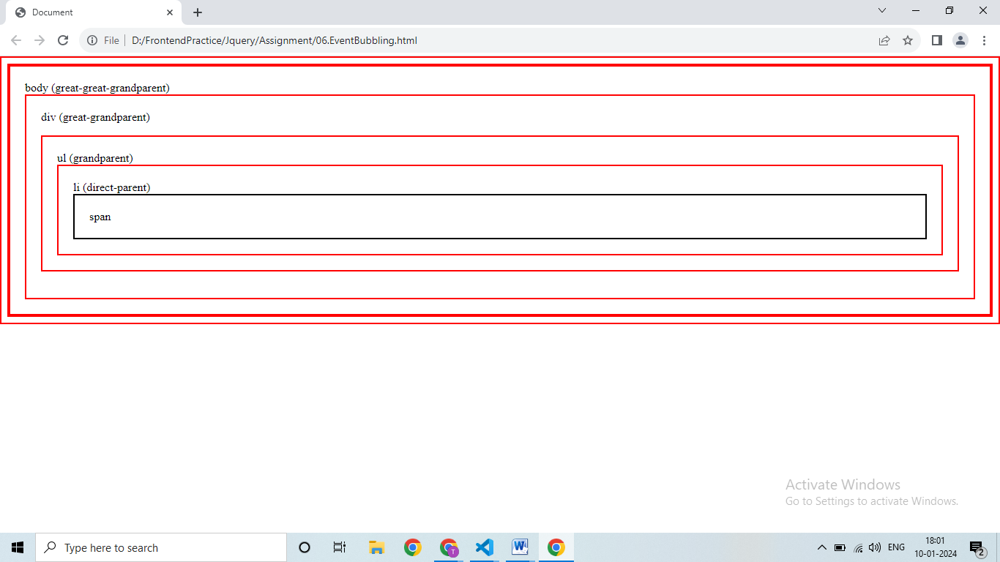 Document
File D:/FrontendPractice/Jquery/Assignment/06.EventBubbling.html
body (great-great-grandparent)
div (great-grandparent)
ul (grandparent)
li (direct-parent)
span
Activate Windows
Go to Settings to activate Windows.
Type here to search
T
W
ENG
18:01
10-01-2024
2